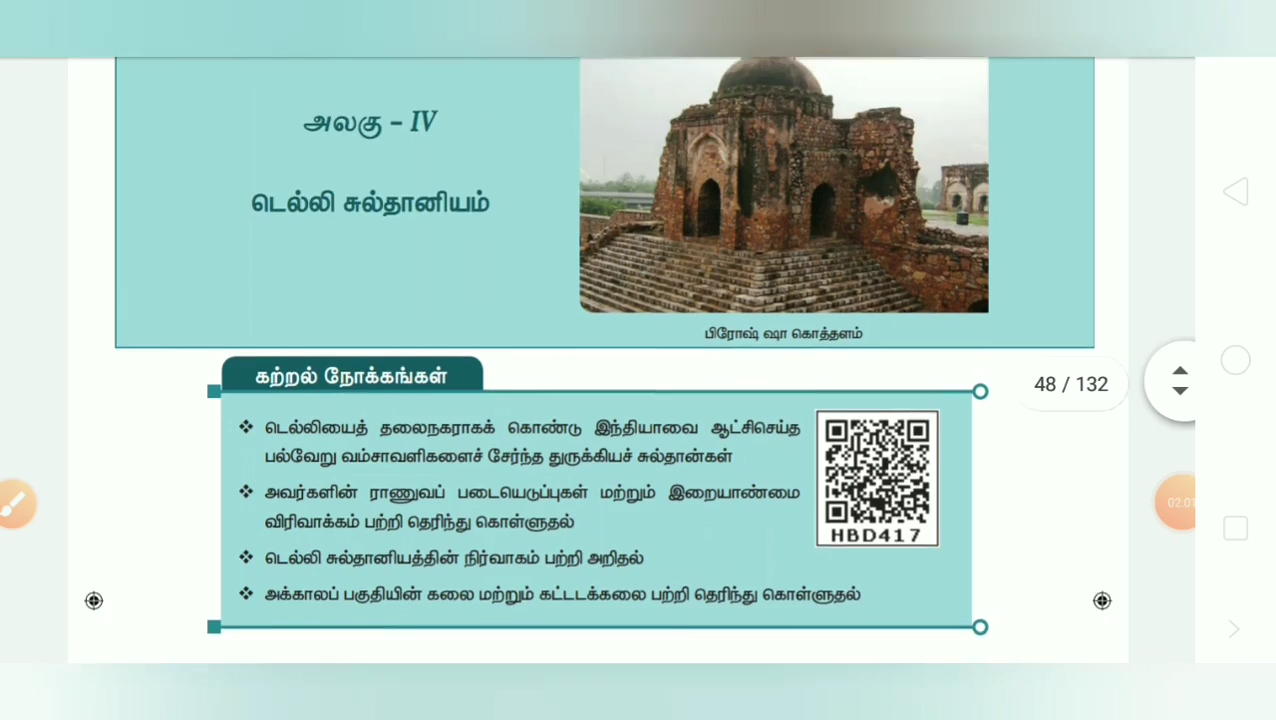 அலகு – IV
டெல்லி சுல்தானியம்
பிரோஷ் ஷா கொத்தளம்
கற்றல் நோக்கங்கள்
❖ டெல்லியைத் தலைநகராகக் கொண்டு இந்தியாவை ஆட்சிசெய்த
பல்வேறு வம்சாவளிகளைச் சேர்ந்த துருக்கியச் சுல்தான்கள்
❖ அவர்களின் ராணுவப் படையெடுப்புகள் மற்றும் இறையாண்மை
விரிவாக்கம் பற்றி தெரிந்து கொள்ளுதல்
❖ டெல்லி சுல்தானியத்தின் நிர்வாகம் பற்றி அறிதல்
❖ அக்காலப் பகுதியின் கலை மற்றும் கட்டடக்கலை பற்றி தெரிந்து கொள்ளுதல்
HBD417
48 / 132
02:01